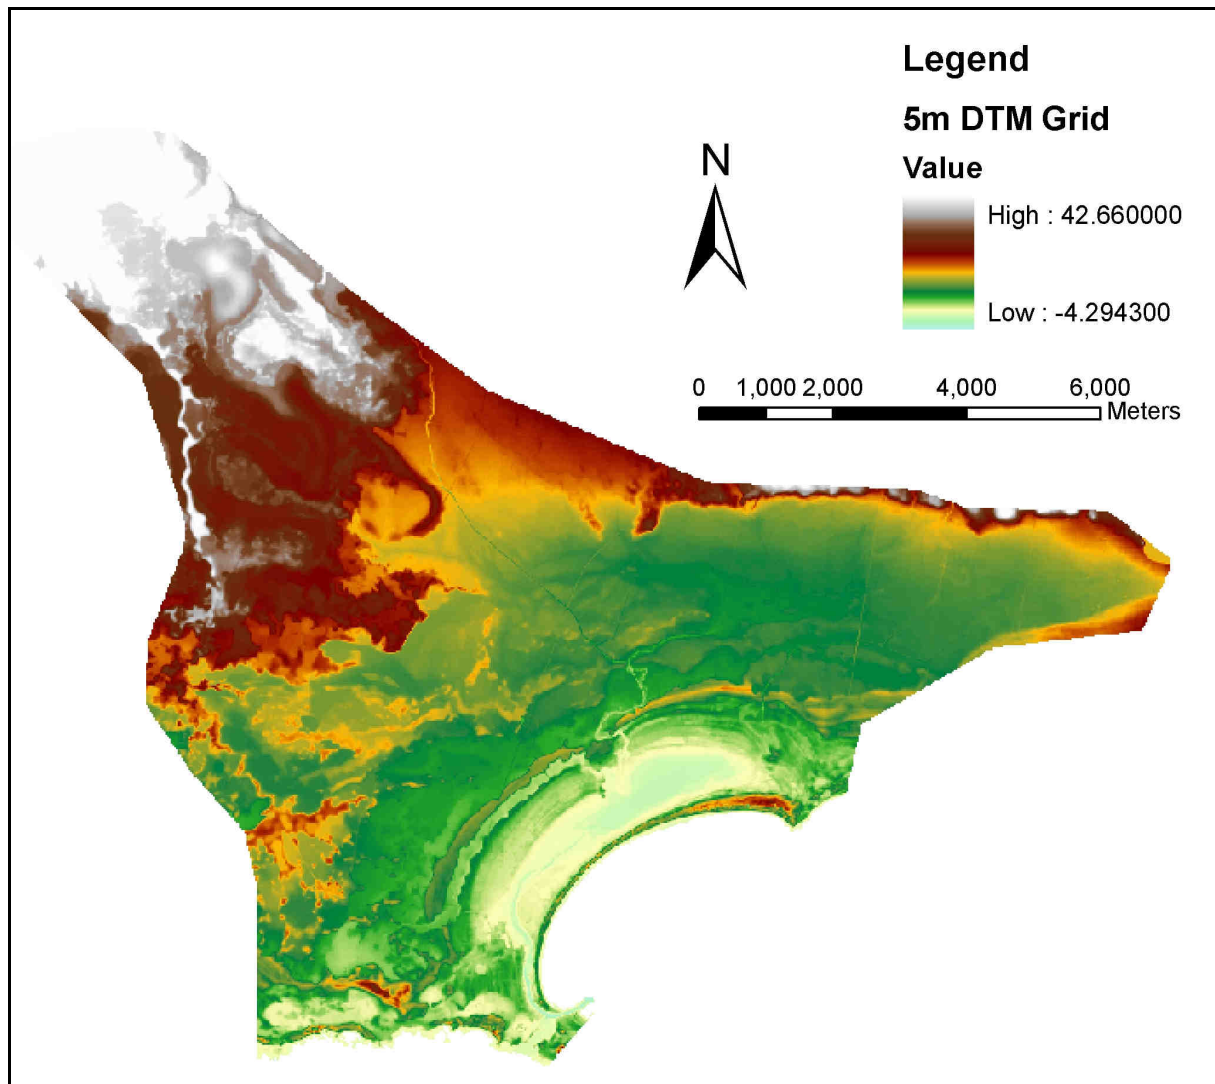 Legend
5m DTM Grid
Value
High : 42.660000
Low : -4.294300
N
0 1,000 2,000 4,000 6,000
Meters